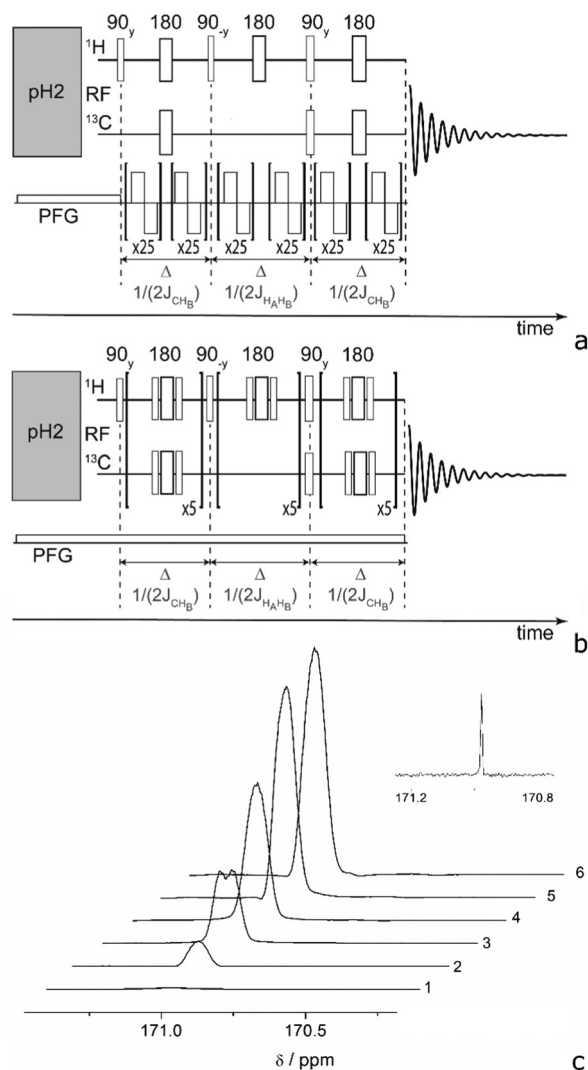 90y 180 90-y 180 90y 180
1H
pH2
RF
13C
PFG
x25 x25 x25 x25 x25 x25
Δ Δ Δ
1/(2JCHB) 1/(2JHAHB) 1/(2JCHB)
time
a
90y 180 90-y 180 90y 180
1H
pH2
RF
13C
x5 x5 x5
PFG
Δ Δ Δ
1/(2JCHB) 1/(2JHAHB) 1/(2JCHB)
time
b
171.2 170.8
6
5
4
3
2
1
171.0 170.5
δ / ppm
c